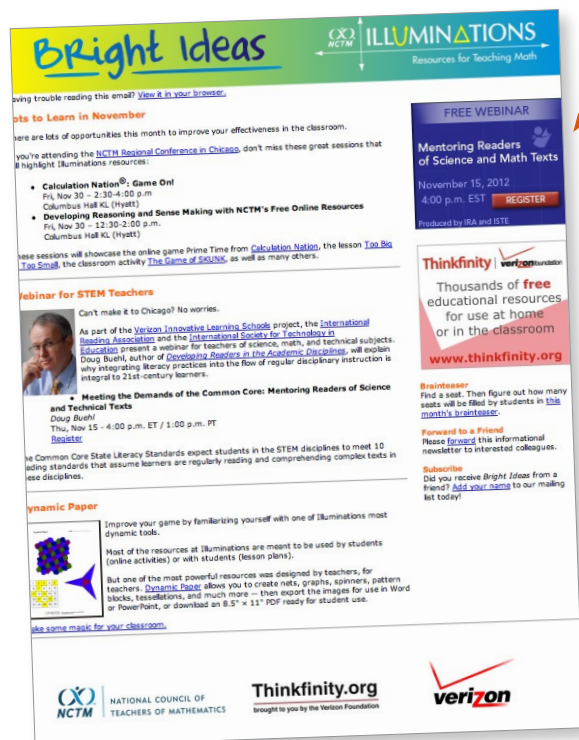 BRight Ideas
NCTM
ILLUMINATIONS
Resources for Teaching Math
aving trouble reading this email? View it in your browser.
ots to Learn in November
here are lots of opportunities this month to improve your effectiveness in the classroom.
you're attending the NCTM Regional Conference in Chicago, don't miss these great sessions that
ll highlight Illuminations resources:
• Calculation Nation®: Game On!
Fri, Nov 30 – 2:30-4:00 p.m
Columbus Hall KL (Hyatt)
• Developing Reasoning and Sense Making with NCTM's Free Online Resources
Fri, Nov 30 – 12:30-2:00 p.m.
Columbus Hall KL (Hyatt)
hese sessions will showcase the online game Prime Time from Calculation Nation, the lesson Too Big
Too Small, the classroom activity The Game of SKUNK, as well as many others.
Webinar for STEM Teachers
Can't make it to Chicago? No worries.
As part of the Verizon Innovative Learning Schools project, the International
Reading Association and the International Society for Technology in
Education present a webinar for teachers of science, math, and technical subjects.
Doug Buehl, author of Developing Readers in the Academic Disciplines, will explain
why integrating literacy practices into the flow of regular disciplinary instruction is
integral to 21st-century learners.
• Meeting the Demands of the Common Core: Mentoring Readers of Science
and Technical Texts
Doug Buehl
Thu, Nov 15 - 4:00 p.m. ET / 1:00 p.m. PT
Register
he Common Core State Literacy Standards expect students in the STEM disciplines to meet 10
ading standards that assume learners are regularly reading and comprehending complex texts in
ese disciplines.
ynamic Paper
Improve your game by familiarizing yourself with one of Illuminations most
dynamic tools.
Most of the resources at Illuminations are meant to be used by students
(online activities) or with students (lesson plans).
But one of the most powerful resources was designed by teachers, for
teachers. Dynamic Paper allows you to create nets, graphs, spinners, pattern
blocks, tessellations, and much more — then export the images for use in Word
or PowerPoint, or download an 8.5" × 11" PDF ready for student use.
ake some magic for your classroom.
FREE WEBINAR
Mentoring Readers
of Science and Math Texts
November 15, 2012
4:00 p.m. EST
REGISTER
Produced by IRA and ISTE
Thinkfinity
verizonfoundation
Thousands of free
educational resources
for use at home
or in the classroom
www.thinkfinity.org
Brainteaser
Find a seat. Then figure out how many
seats will be filled by students in this
month's brainteaser.
Forward to a Friend
Please forward this informational
newsletter to interested colleagues.
Subscribe
Did you receive Bright Ideas from a
friend? Add your name to our mailing
list today!
NCTM
NATIONAL COUNCIL OF
TEACHERS OF MATHEMATICS
Thinkfinity.org
brought to you by the Verizon Foundation
verizon